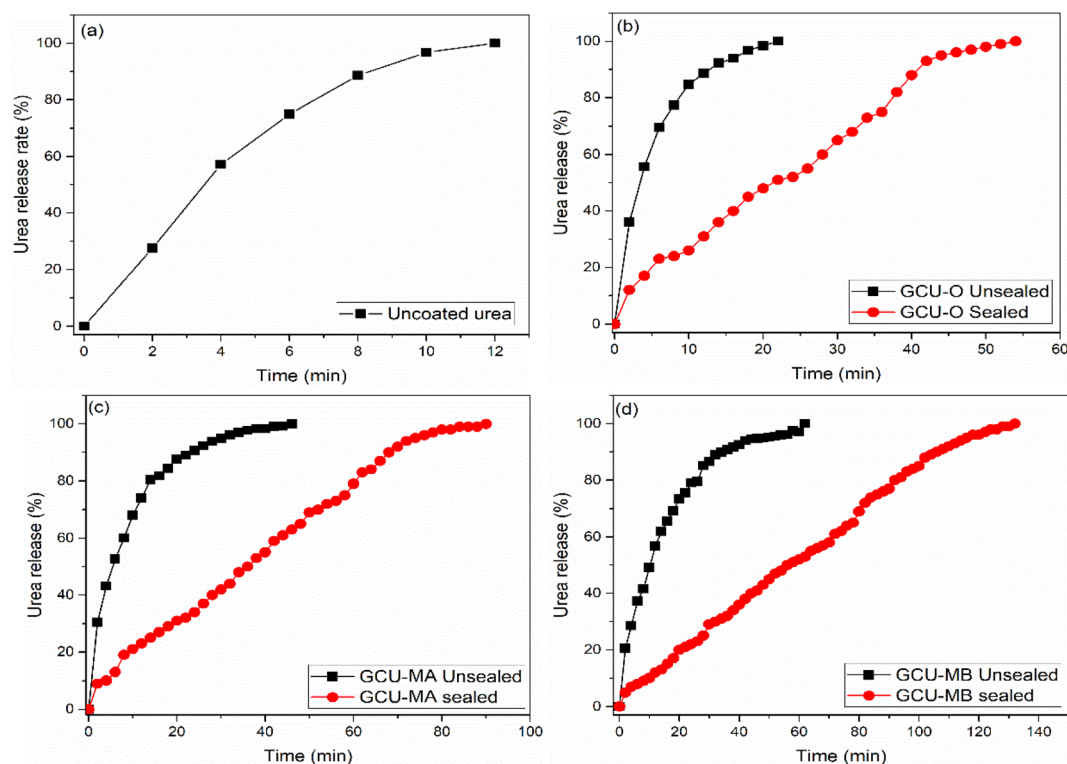 (a)
100
80
60
40
20
0
Urea release rate (%)
Uncoated urea
0 2 4 6 8 10 12
Time (min)
(b)
100
80
60
40
20
0
Urea release (%)
GCU-O Unsealed
GCU-O Sealed
0 10 20 30 40 50 60
Time (min)
(c)
100
80
60
40
20
0
Urea release (%)
GCU-MA Unsealed
GCU-MA sealed
0 20 40 60 80 100
Time (min)
(d)
100
80
60
40
20
0
Urea release (%)
GCU-MB Unsealed
GCU-MB sealed
0 20 40 60 80 100 120 140
Time (min)